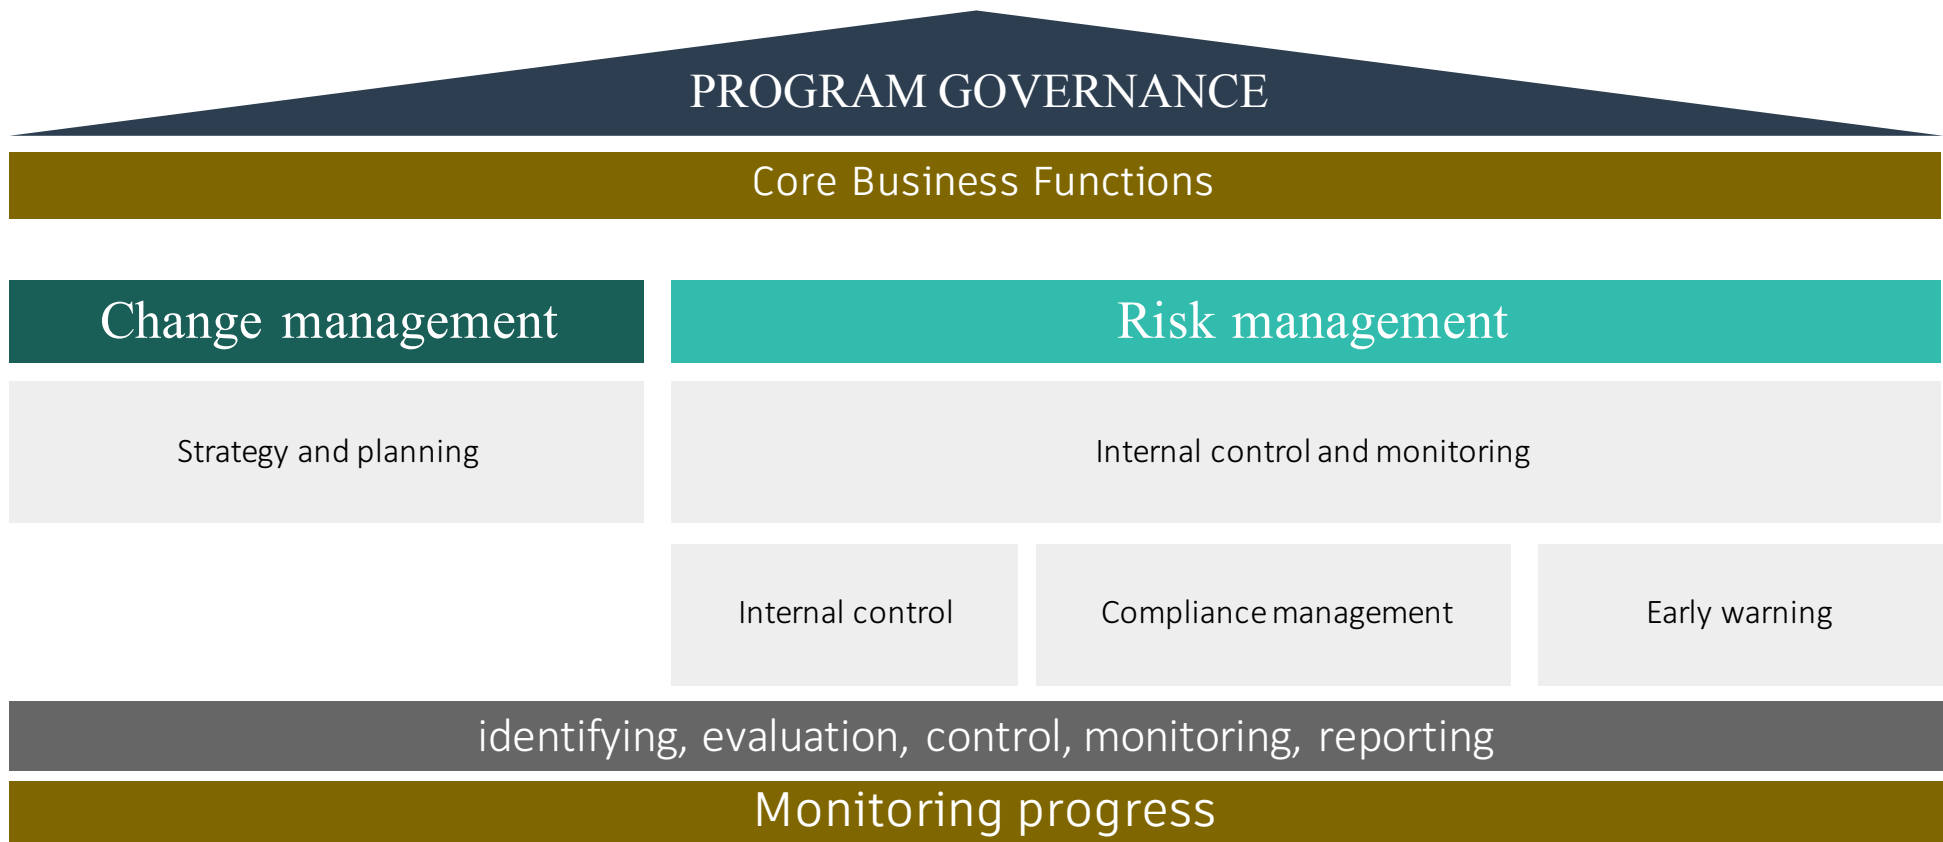 PROGRAM GOVERNANCE
Core Business Functions
Change management
Risk management
Strategy and planning
Internal control and monitoring
Internal control
Compliance management
Early warning
identifying, evaluation, control, monitoring, reporting
Monitoring progress